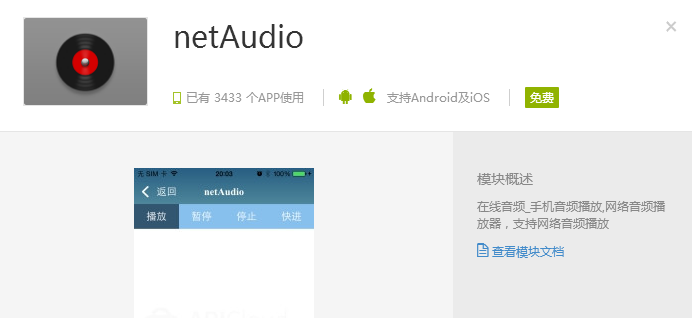 netAudio
已有 3433 个APP使用
支持Android及iOS
免费
无 SIM 卡 20:03 100%
返回 netAudio
播放 暂停 停止 快进
模块概述
在线音频_手机音频播放,网络音频播
放器，支持网络音频播放
查看模块文档